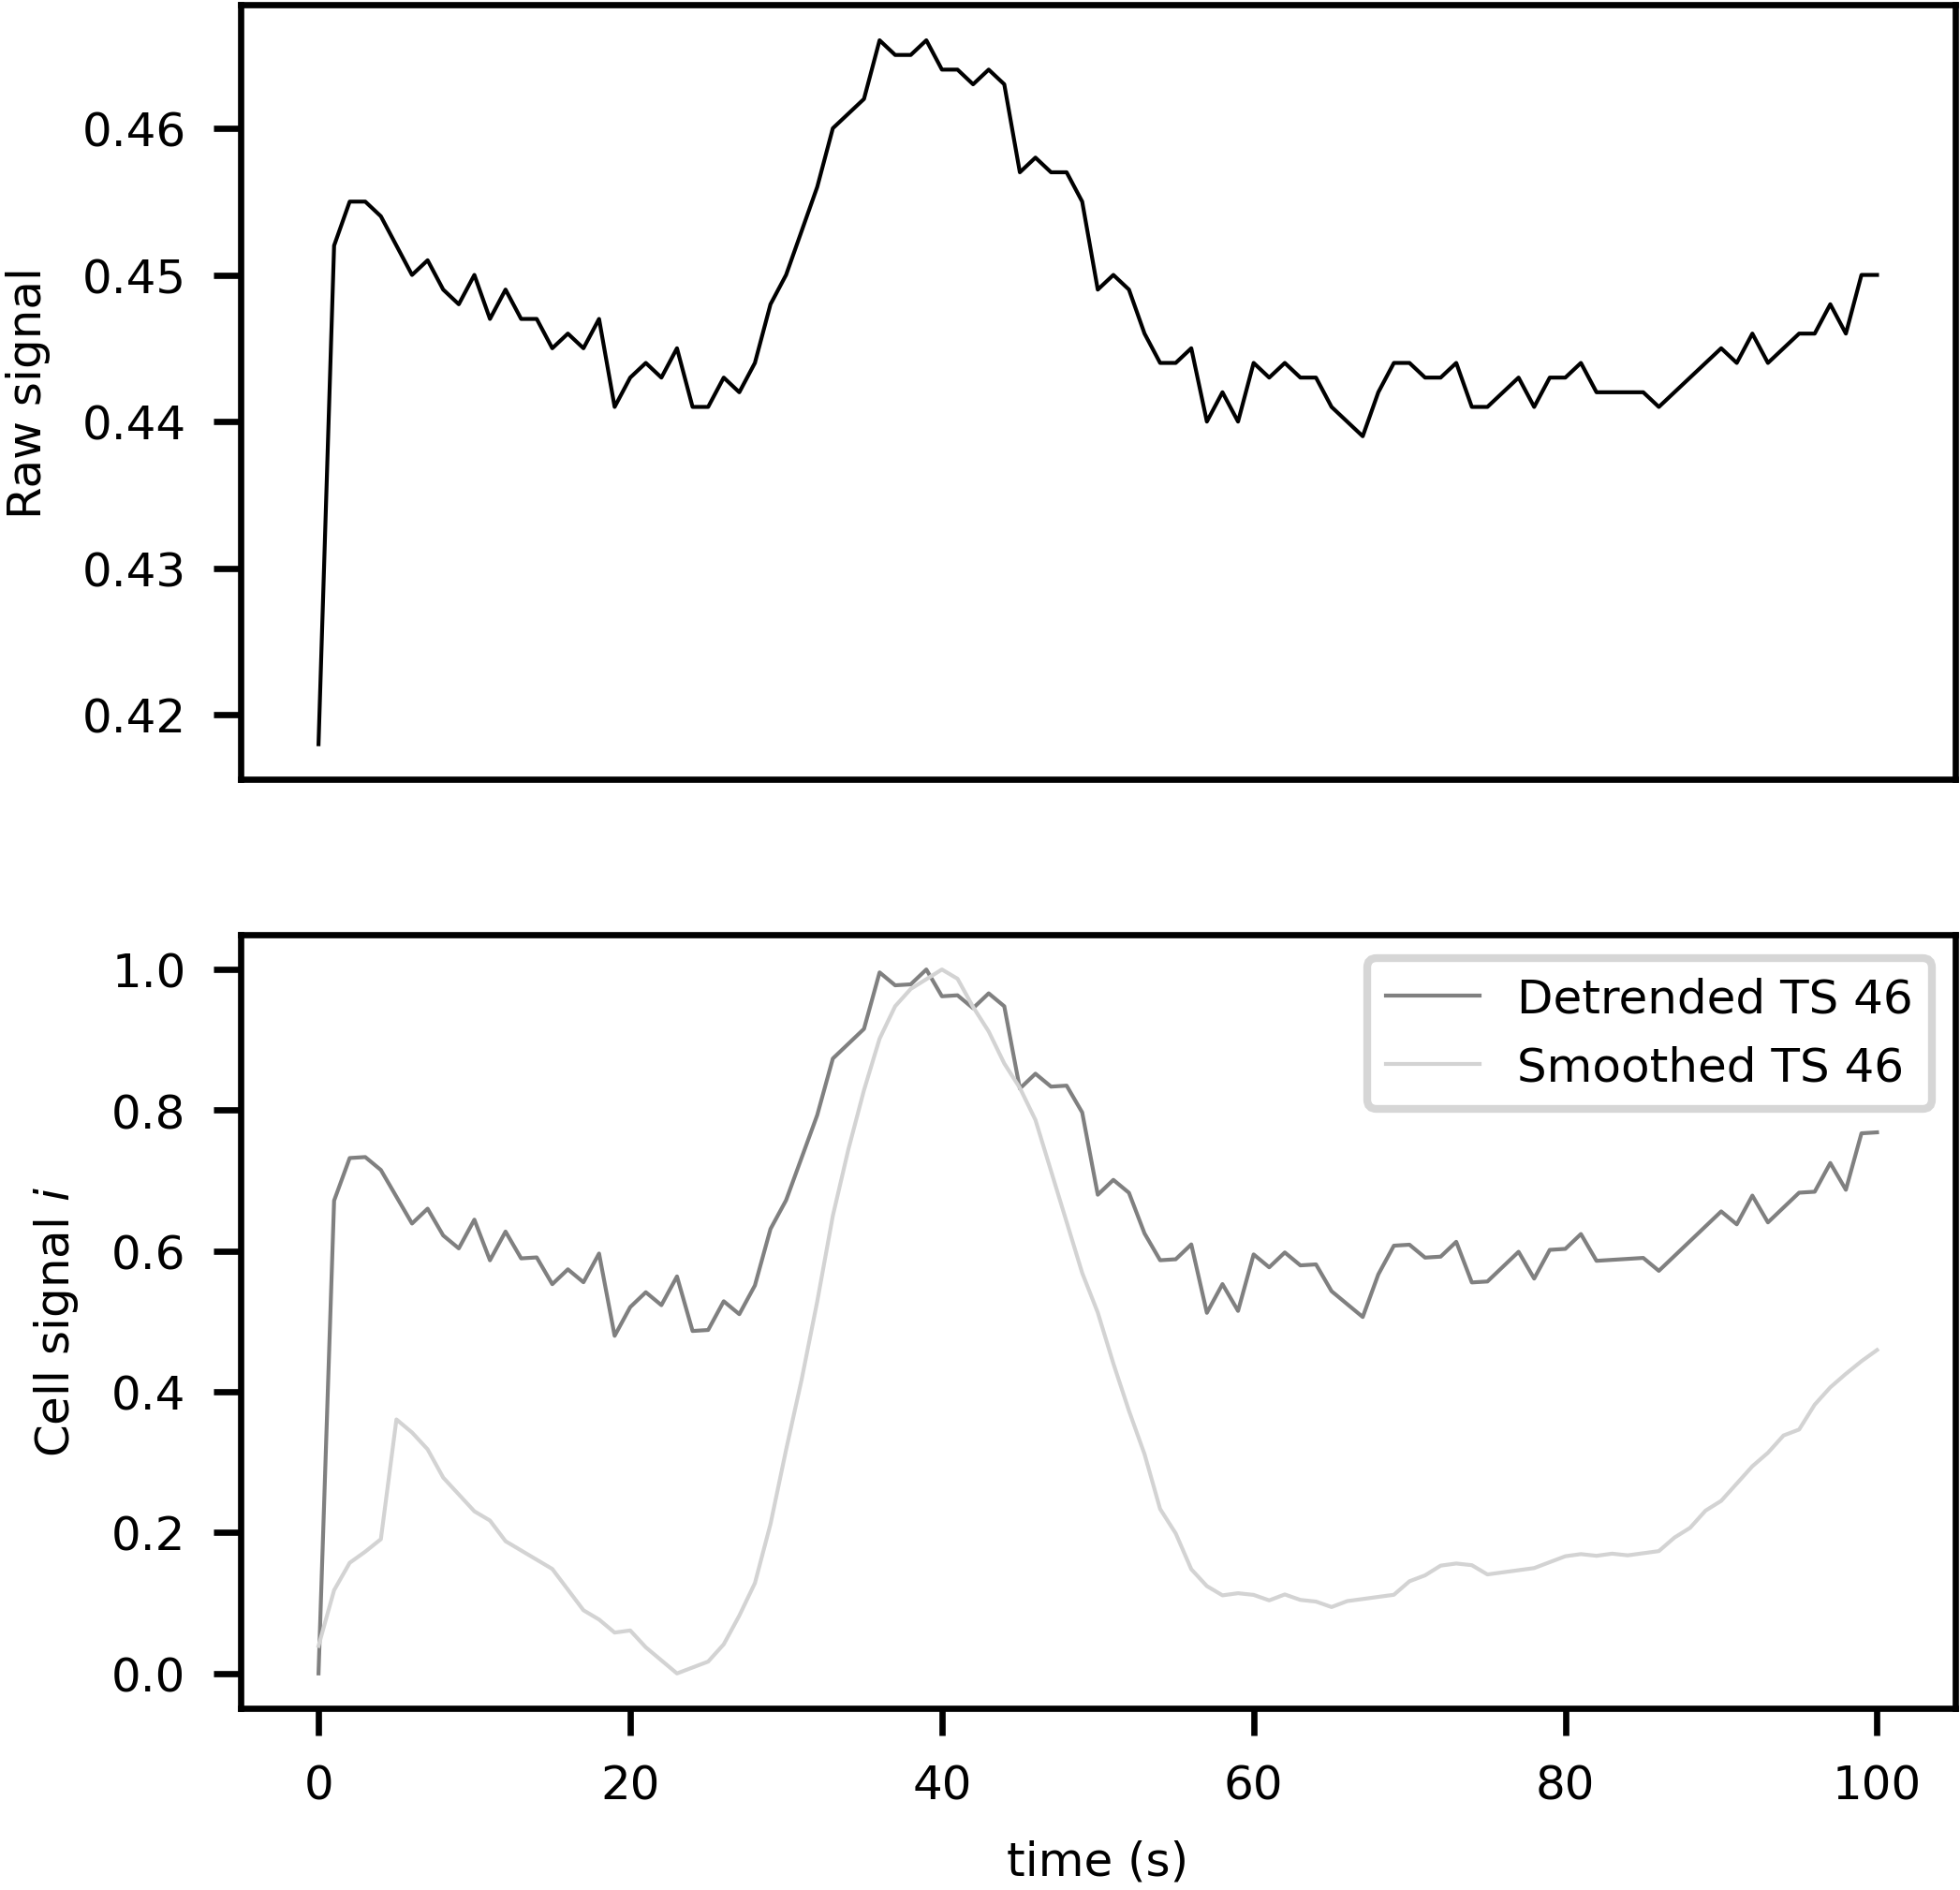 Raw signal
0.46
0.45
0.44
0.43
0.42
Cell signal i
1.0
0.8
0.6
0.4
0.2
0.0
Detrended TS 46
Smoothed TS 46
0 20 40 60 80 100
time (s)